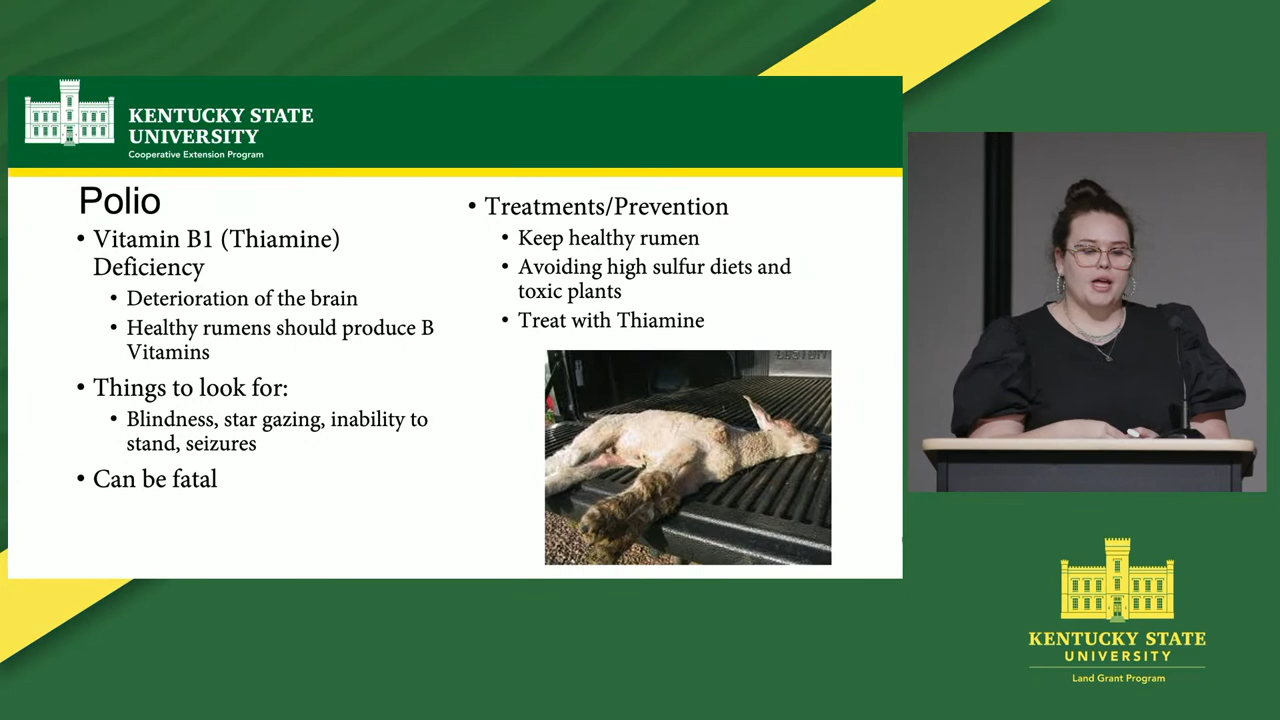 KENTUCKY STATE
UNIVERSITY
Cooperative Extension Program
Polio
• Vitamin B1 (Thiamine)
Deficiency
• Deterioration of the brain
• Healthy rumens should produce B
Vitamins
• Things to look for:
• Blindness, star gazing, inability to
stand, seizures
• Can be fatal
• Treatments/Prevention
• Keep healthy rumen
• Avoiding high sulfur diets and
toxic plants
• Treat with Thiamine
KENTUCKY STATE
UNIVERSITY
Land Grant Program